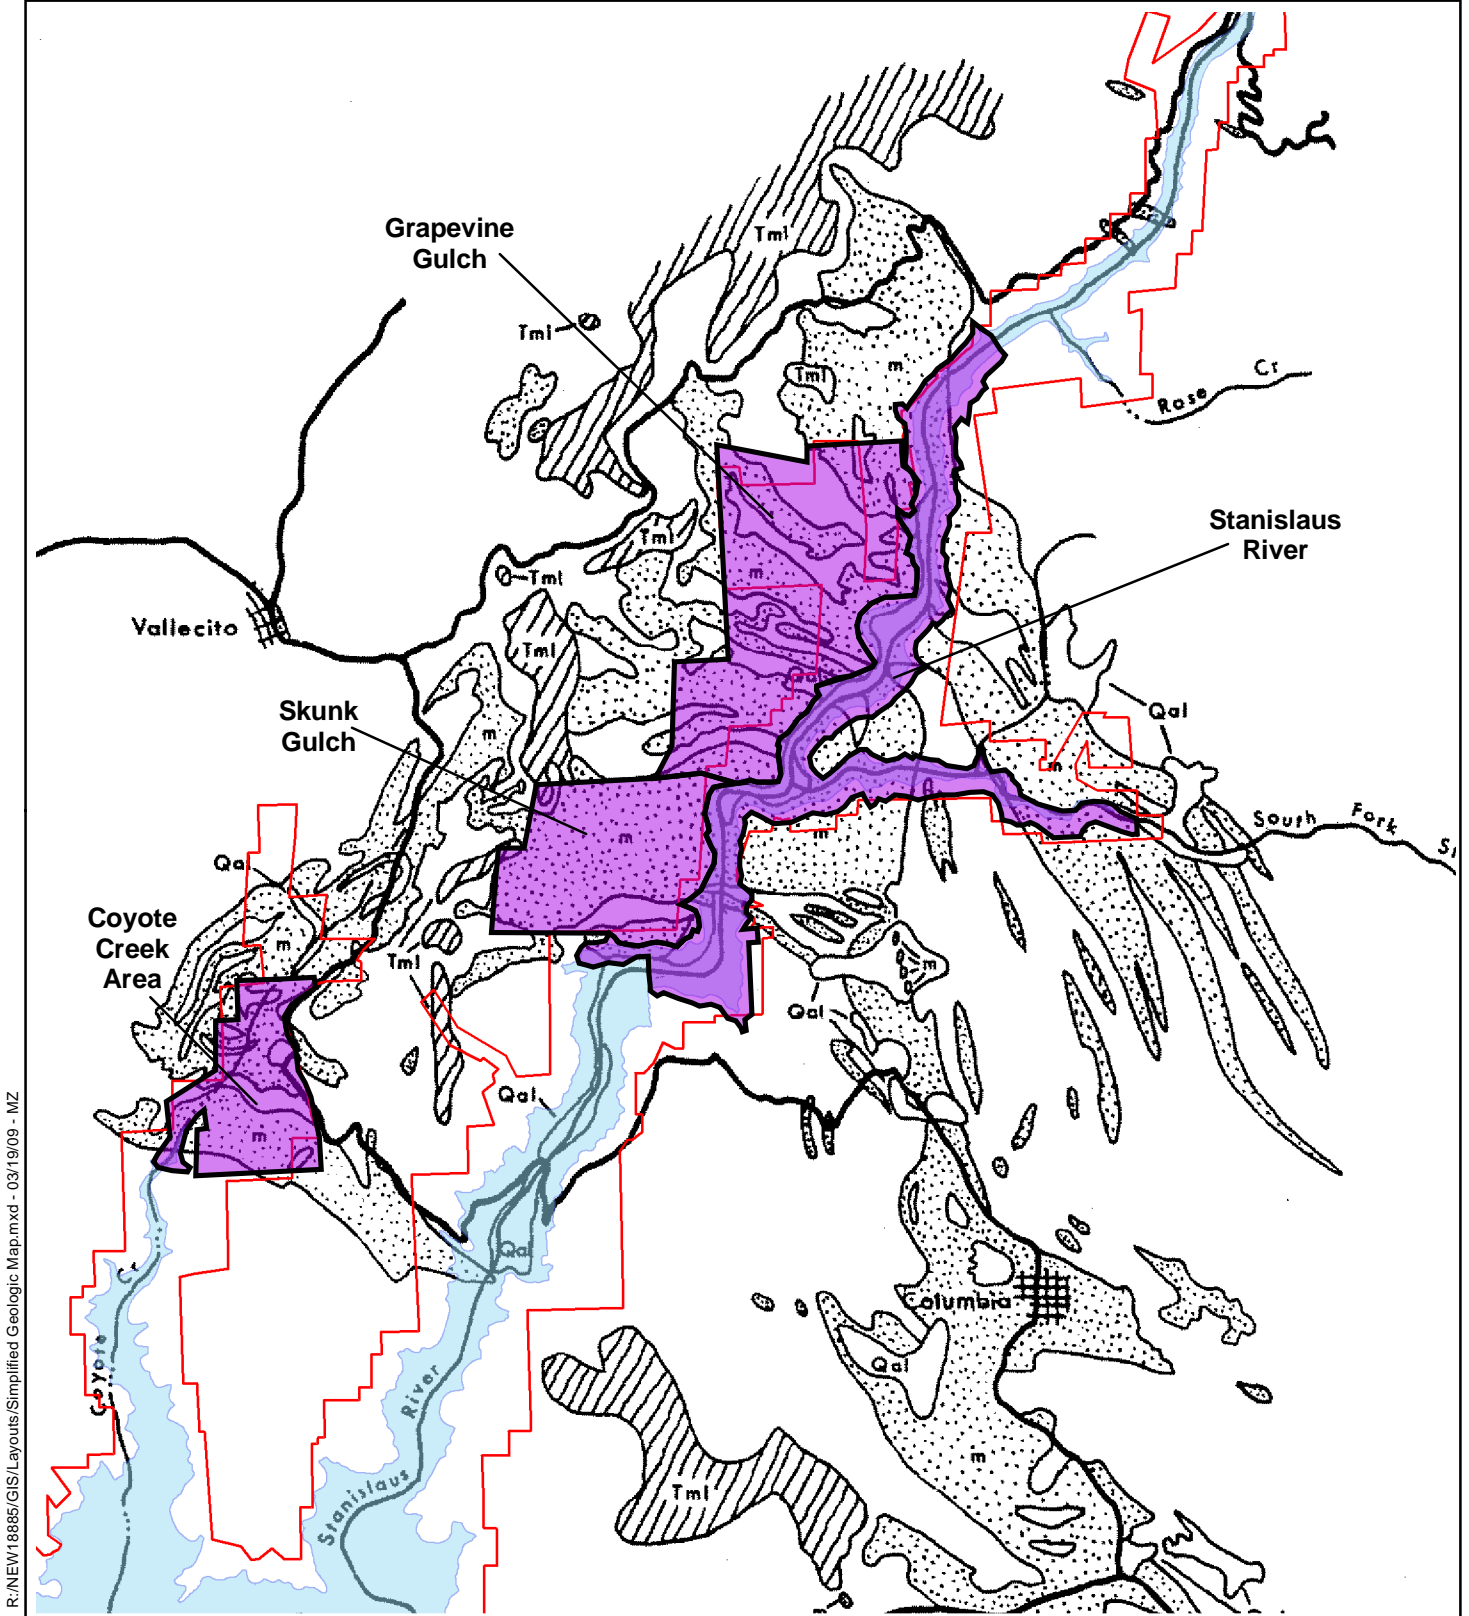 Grapevine
Gulch
Tml
Tml
Tml
m
Rose
Cr
Stanislaus
River
Tml
Tml
m
Vallecito
Tml
Skunk
Gulch
m
Qal
m
m
m
South Fork
Qal
Coyote
Creek
Area
m
Tml
m
Qal
Qal
m
Qal
Columbia
Cr
Coyote
Qal
River
Stanislaus
m
Tml
R:/NEW18885/GIS/Layouts/Simplified Geologic Map.mxd - 03/19/09 - MZ